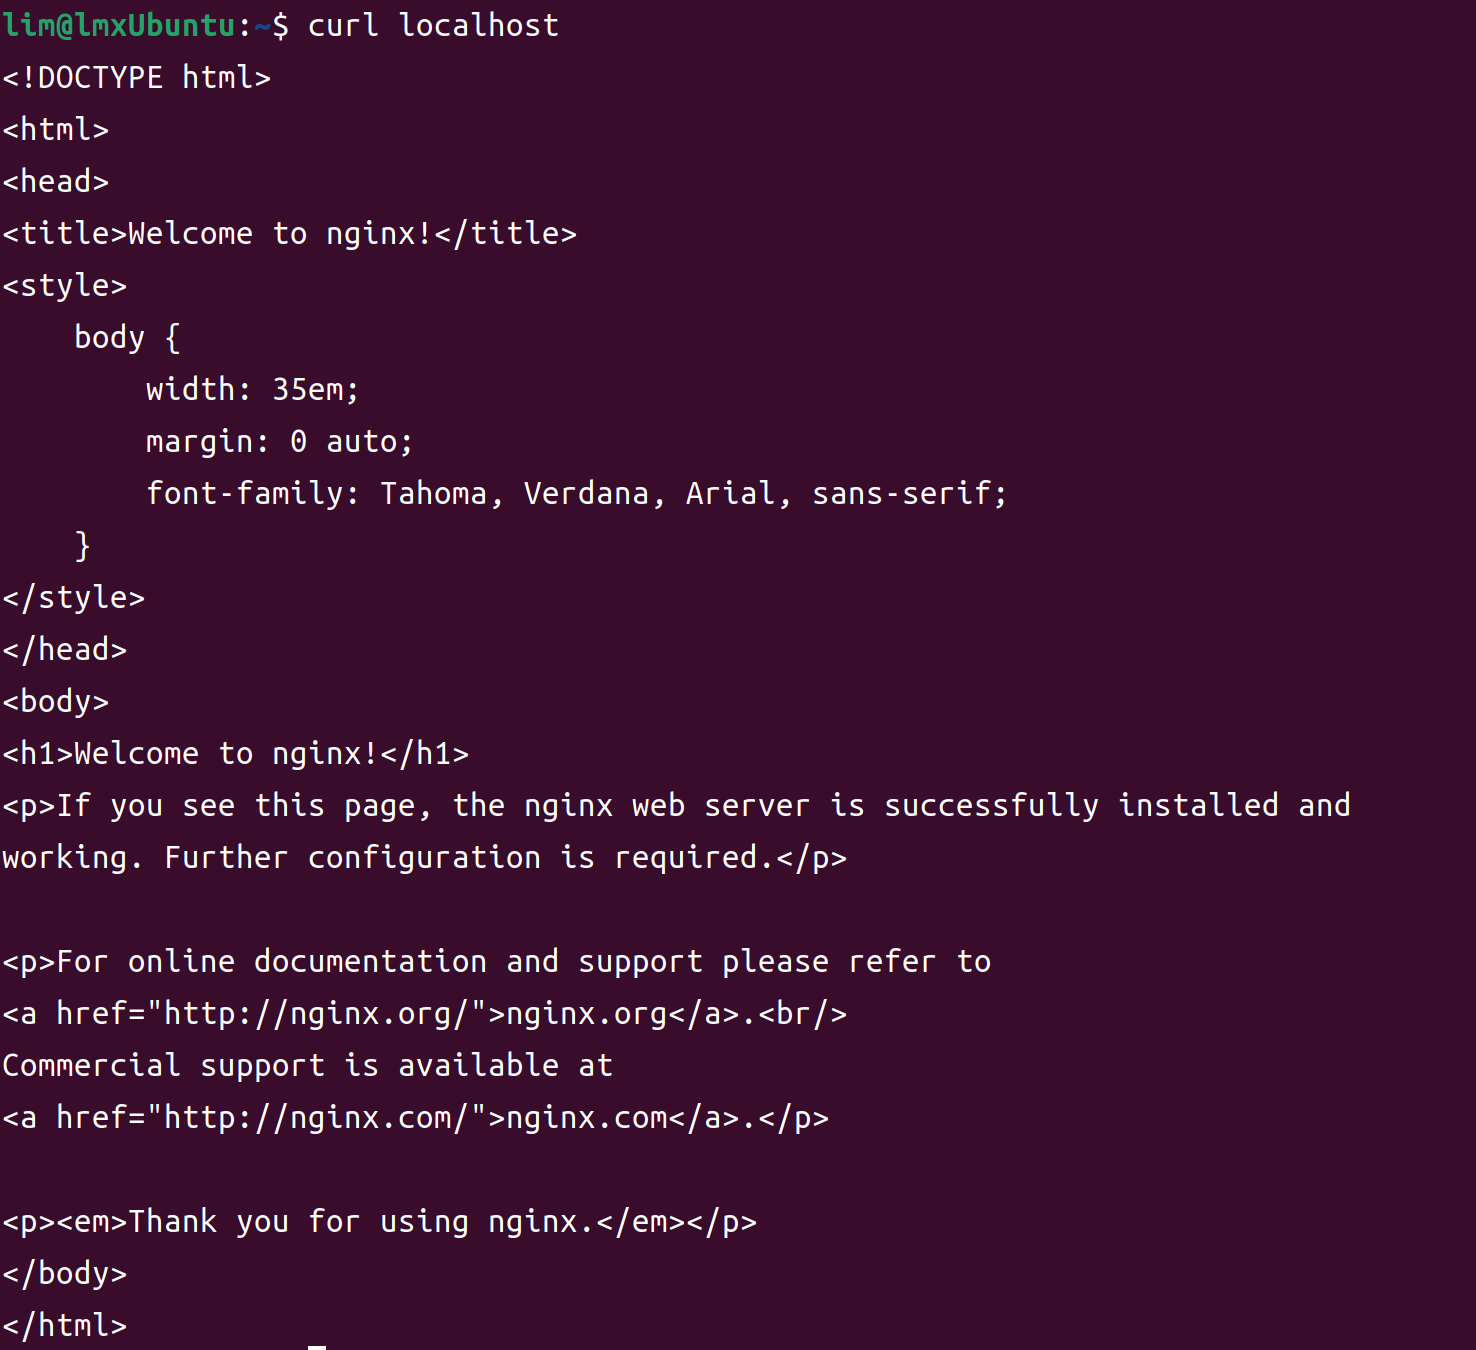 lim@lmxUbuntu:~$ curl localhost
<!DOCTYPE html>
<html>
<head>
<title>Welcome to nginx!</title>
<style>
    body {
        width: 35em;
        margin: 0 auto;
        font-family: Tahoma, Verdana, Arial, sans-serif;
    }
</style>
</head>
<body>
<h1>Welcome to nginx!</h1>
<p>If you see this page, the nginx web server is successfully installed and
working. Further configuration is required.</p>

<p>For online documentation and support please refer to
<a href="http://nginx.org/">nginx.org</a>.<br/>
Commercial support is available at
<a href="http://nginx.com/">nginx.com</a>.</p>

<p><em>Thank you for using nginx.</em></p>
</body>
</html>